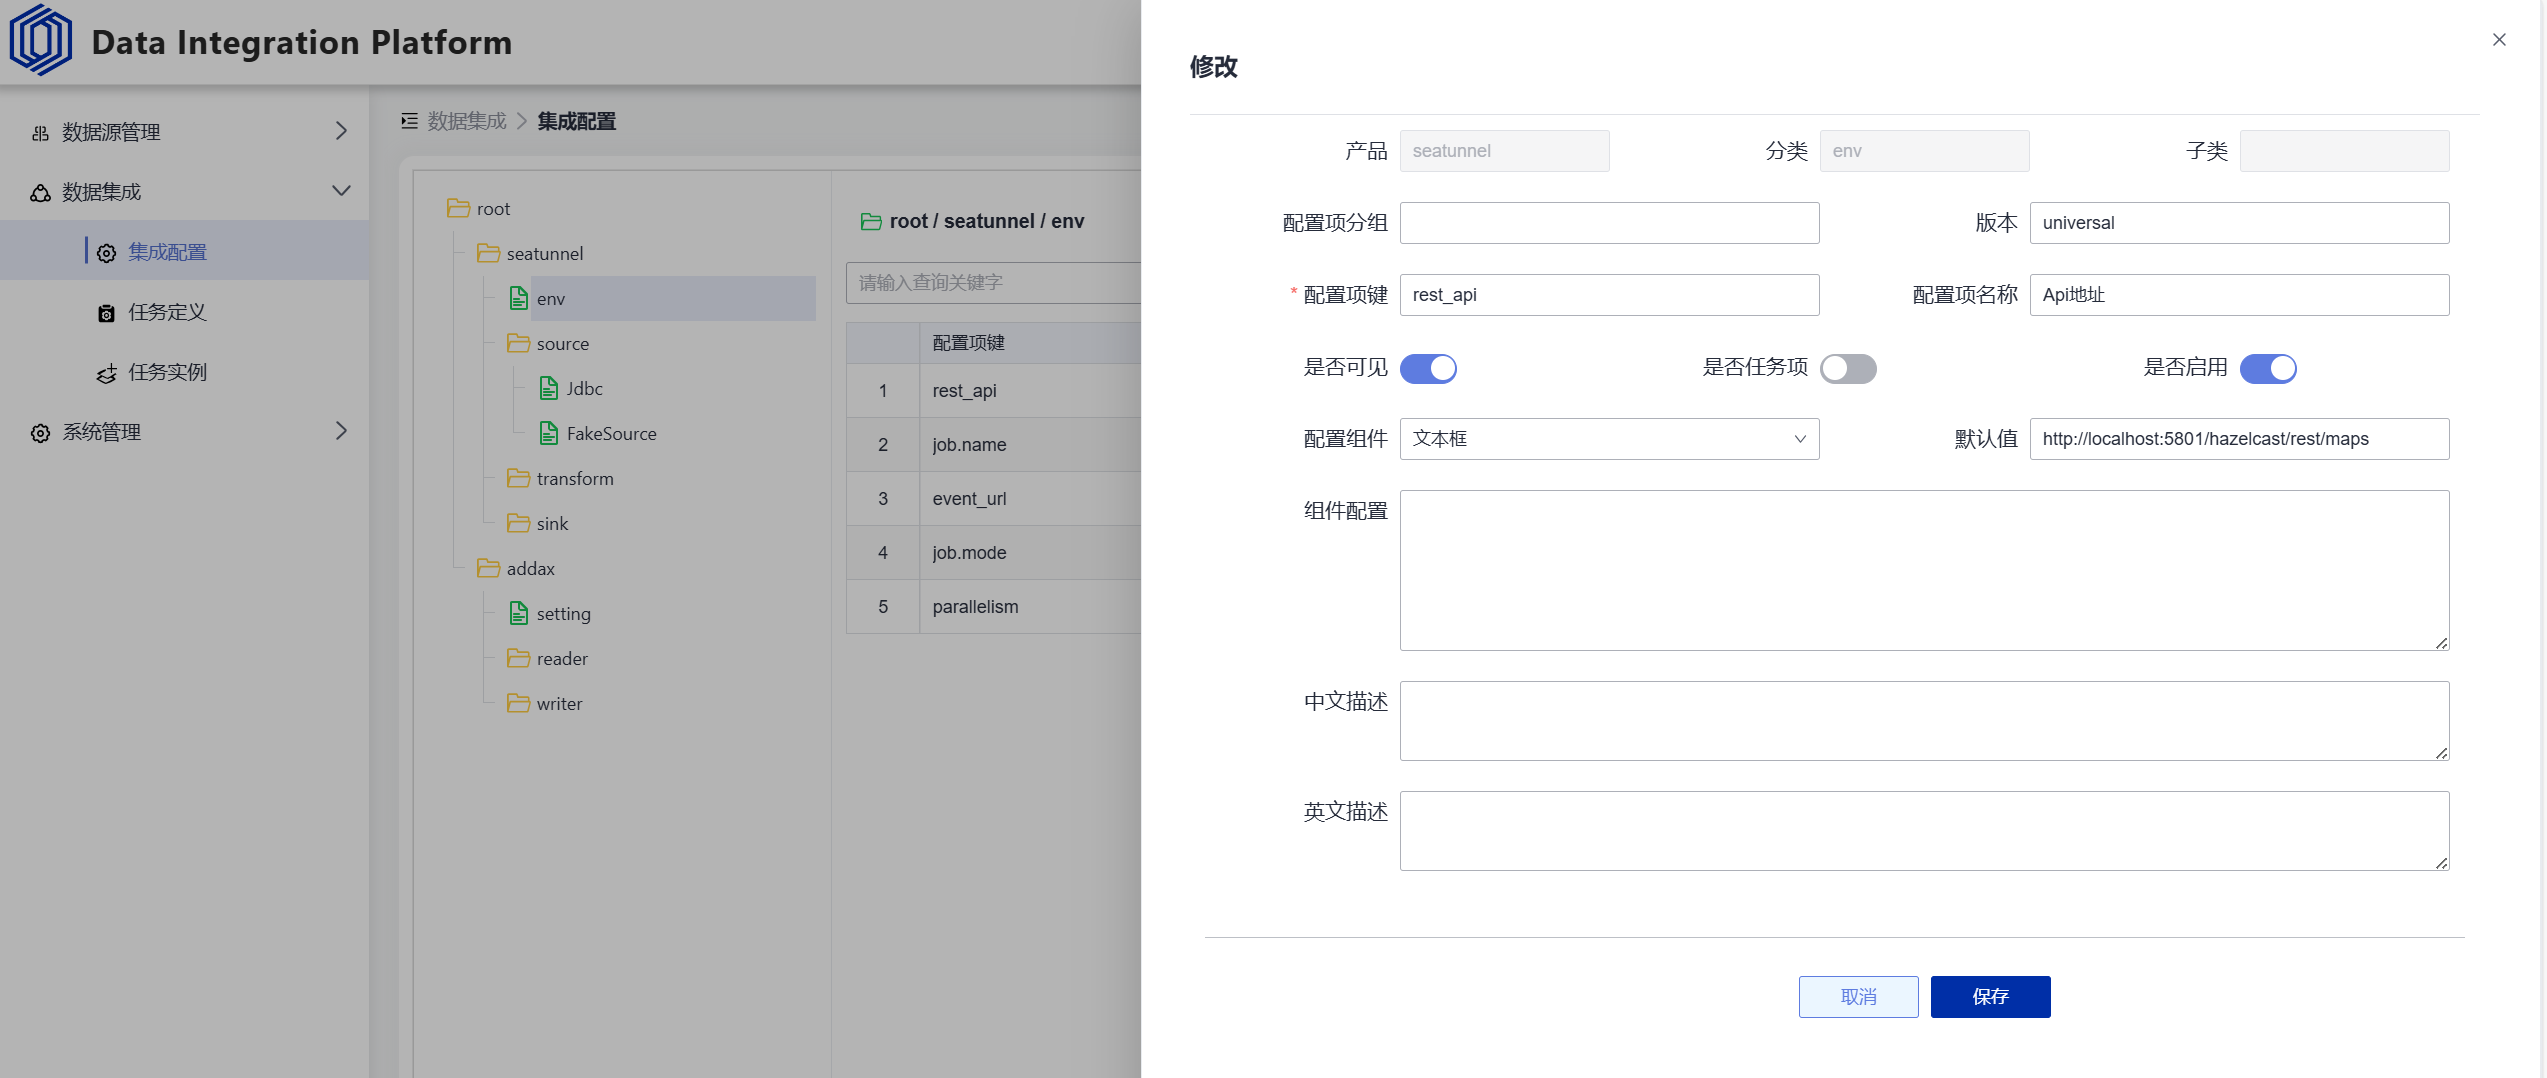 Data Integration Platform
数据源管理
数据集成
集成配置
任务定义
任务实例
系统管理
数据集成 > 集成配置
root
seatunnel
env
source
Jdbc
FakeSource
transform
sink
addax
setting
reader
writer
root / seatunnel / env
请输入查询关键字
配置项键
1 rest_api
2 job.name
3 event_url
4 job.mode
5 parallelism
修改
产品 seatunnel 分类 env 子类
配置项分组 版本 universal
* 配置项键 rest_api 配置项名称 Api地址
是否可见 是否任务项 是否启用
配置组件 文本框 默认值 http://localhost:5801/hazelcast/rest/maps
组件配置
中文描述
英文描述
取消 保存